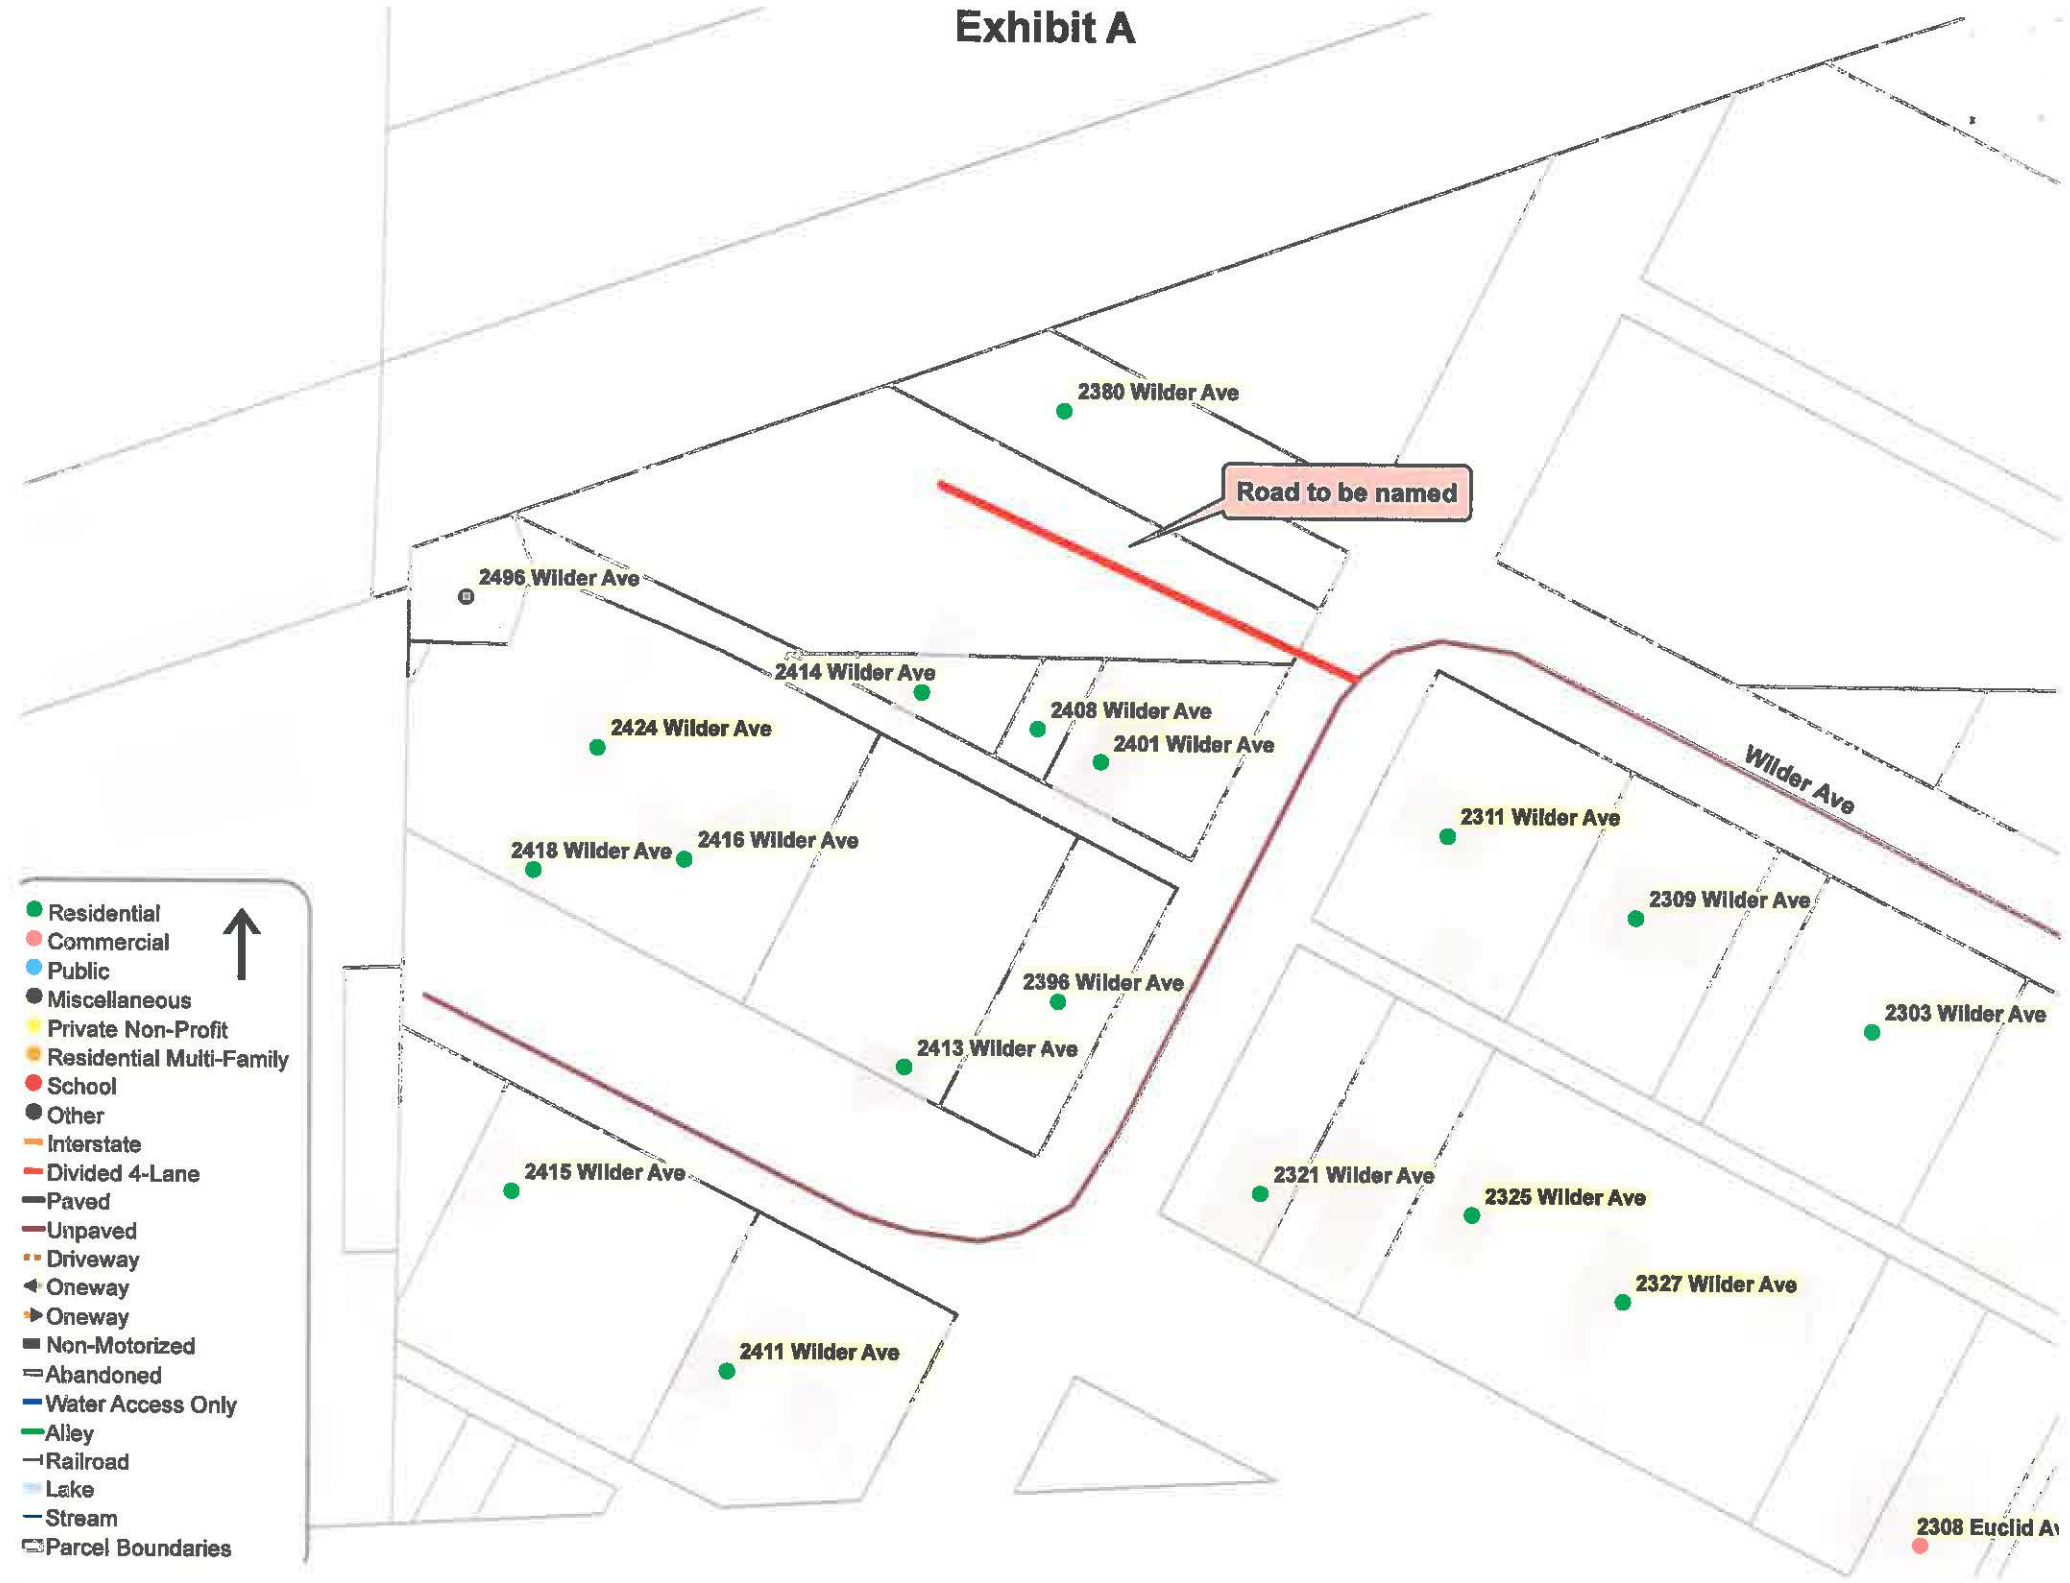 Exhibit A
2380 Wilder Ave
Road to be named
2496 Wilder Ave
2414 Wilder Ave
2408 Wilder Ave
2424 Wilder Ave
2401 Wilder Ave
Wilder Ave
2311 Wilder Ave
2416 Wilder Ave
2418 Wilder Ave
2309 Wilder Ave
2396 Wilder Ave
2303 Wilder Ave
2413 Wilder Ave
2415 Wilder Ave
2321 Wilder Ave
2325 Wilder Ave
2327 Wilder Ave
2411 Wilder Ave
2308 Euclid Av
Residential
Commercial
Public
Miscellaneous
Private Non-Profit
Residential Multi-Family
School
Other
Interstate
Divided 4-Lane
Paved
Unpaved
Driveway
Oneway
Oneway
Non-Motorized
Abandoned
Water Access Only
Alley
Railroad
Lake
Stream
Parcel Boundaries